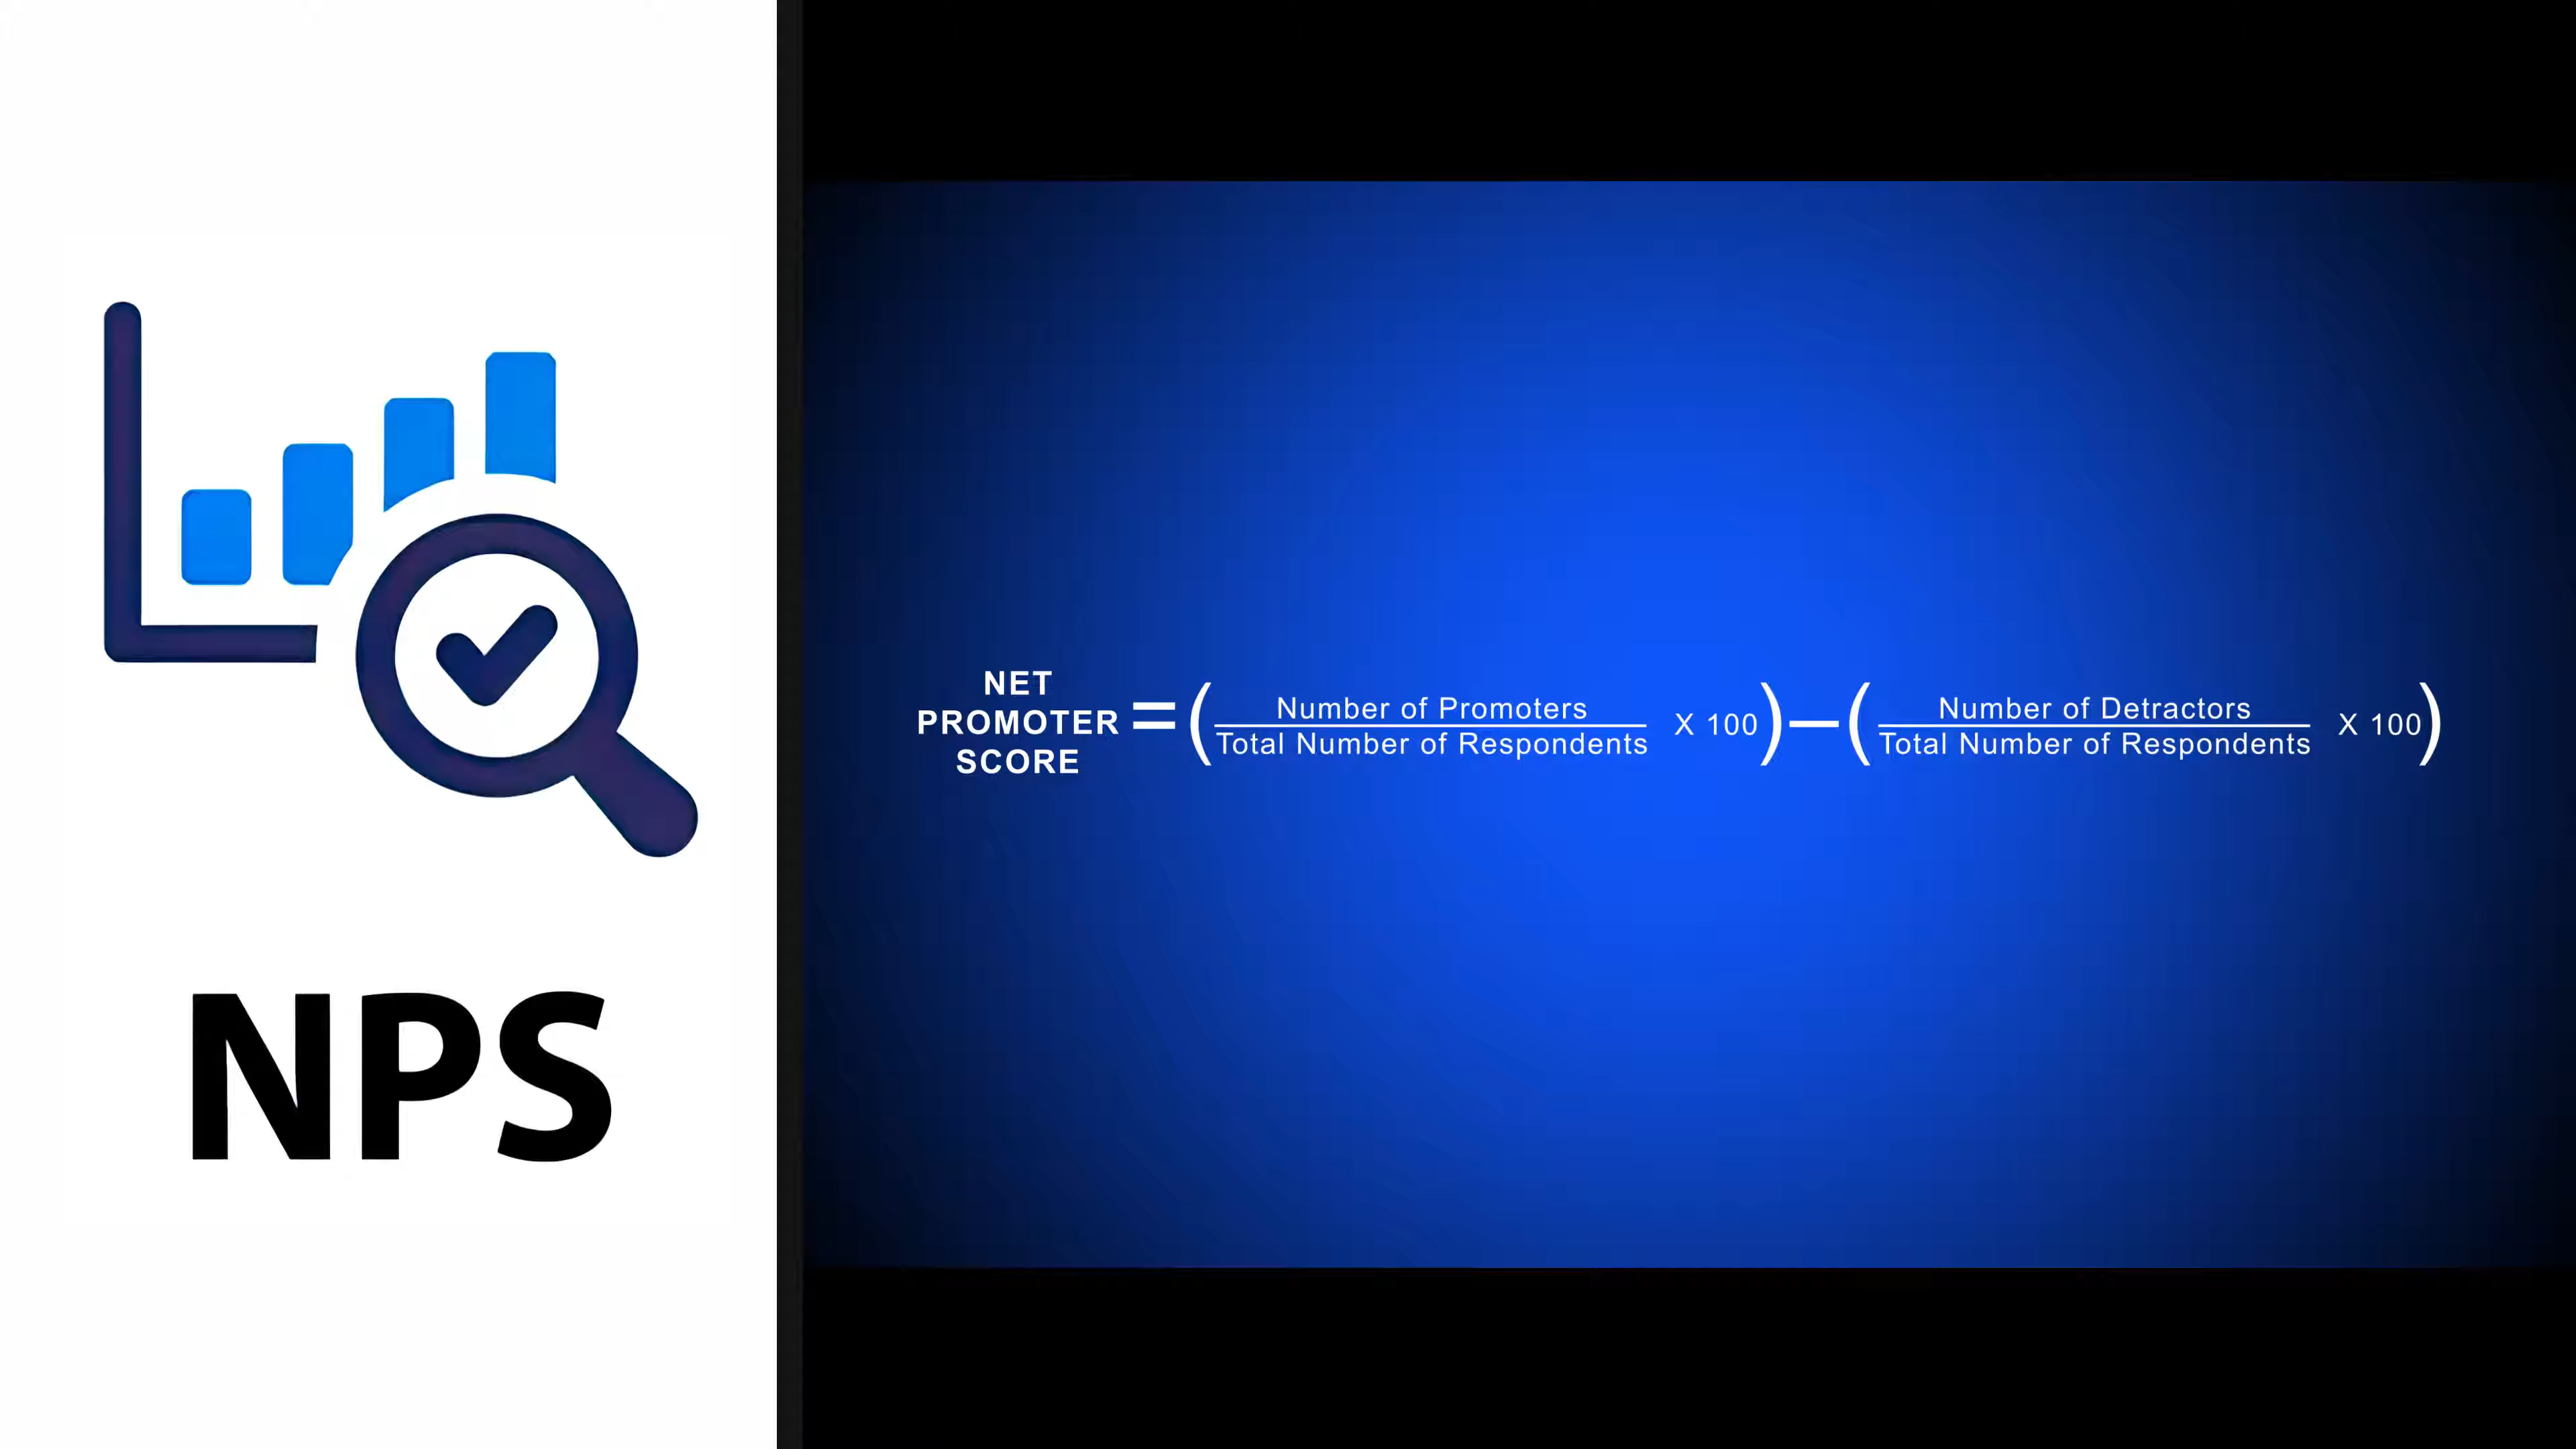 NPS
NET
PROMOTER
SCORE
= ( Number of Promoters
Total Number of Respondents X 100 ) — ( Number of Detractors
Total Number of Respondents X 100 )